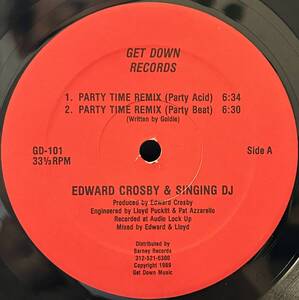 GET DOWN
RECORDS
1. PARTY TIME REMIX (Party Acid) 6:34
2. PARTY TIME REMIX (Party Beat) 6:30
(Written by Goldie)
GD-101
33⅓RPM
Side A
EDWARD CROSBY & SINGING DJ
Produced by Edward Crosby
Engineered by Lloyd Puckitt & Pat Azzarello
Recorded at Audio Lock Up
Mixed by Edward & Lloyd
Distributed by
Barney Records
312-521-6300
Copyright 1989
Get Down Music